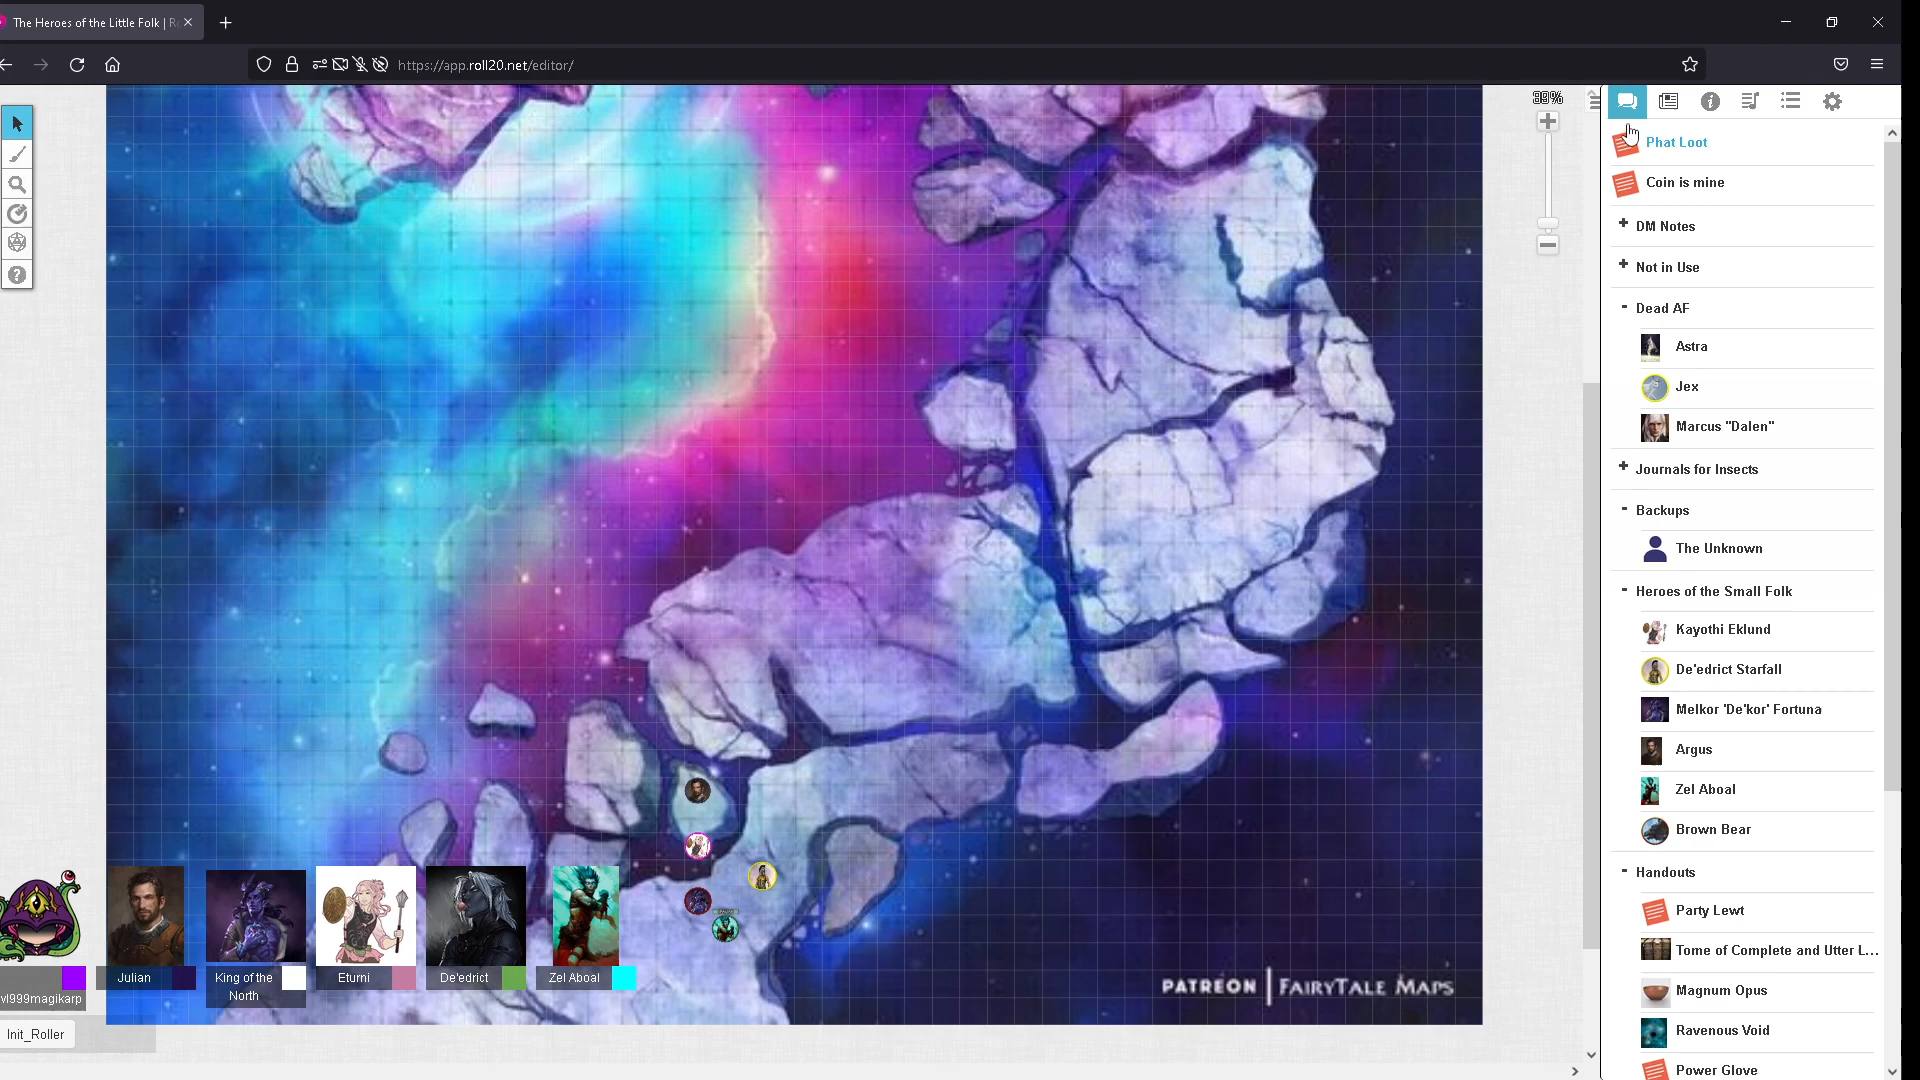 The Heroes of the Little Folk |
https://app.roll20.net/editor/
39%
Phat Loot
Coin is mine
DM Notes
Not in Use
Dead AF
Astra
Jex
Marcus "Dalen"
Journals for Insects
Backups
The Unknown
Heroes of the Small Folk
Kayothi Eklund
De'edrict Starfall
Melkor 'De'kor' Fortuna
Argus
Zel Aboal
Brown Bear
Handouts
Party Lewt
Tome of Complete and Utter L...
Magnum Opus
Ravenous Void
Power Glove
vl999magikarp
Julian
King of the
North
Eturni
De'edrict
Zel Aboal
Init_Roller
PATREON | FAIRYTALE MAPS